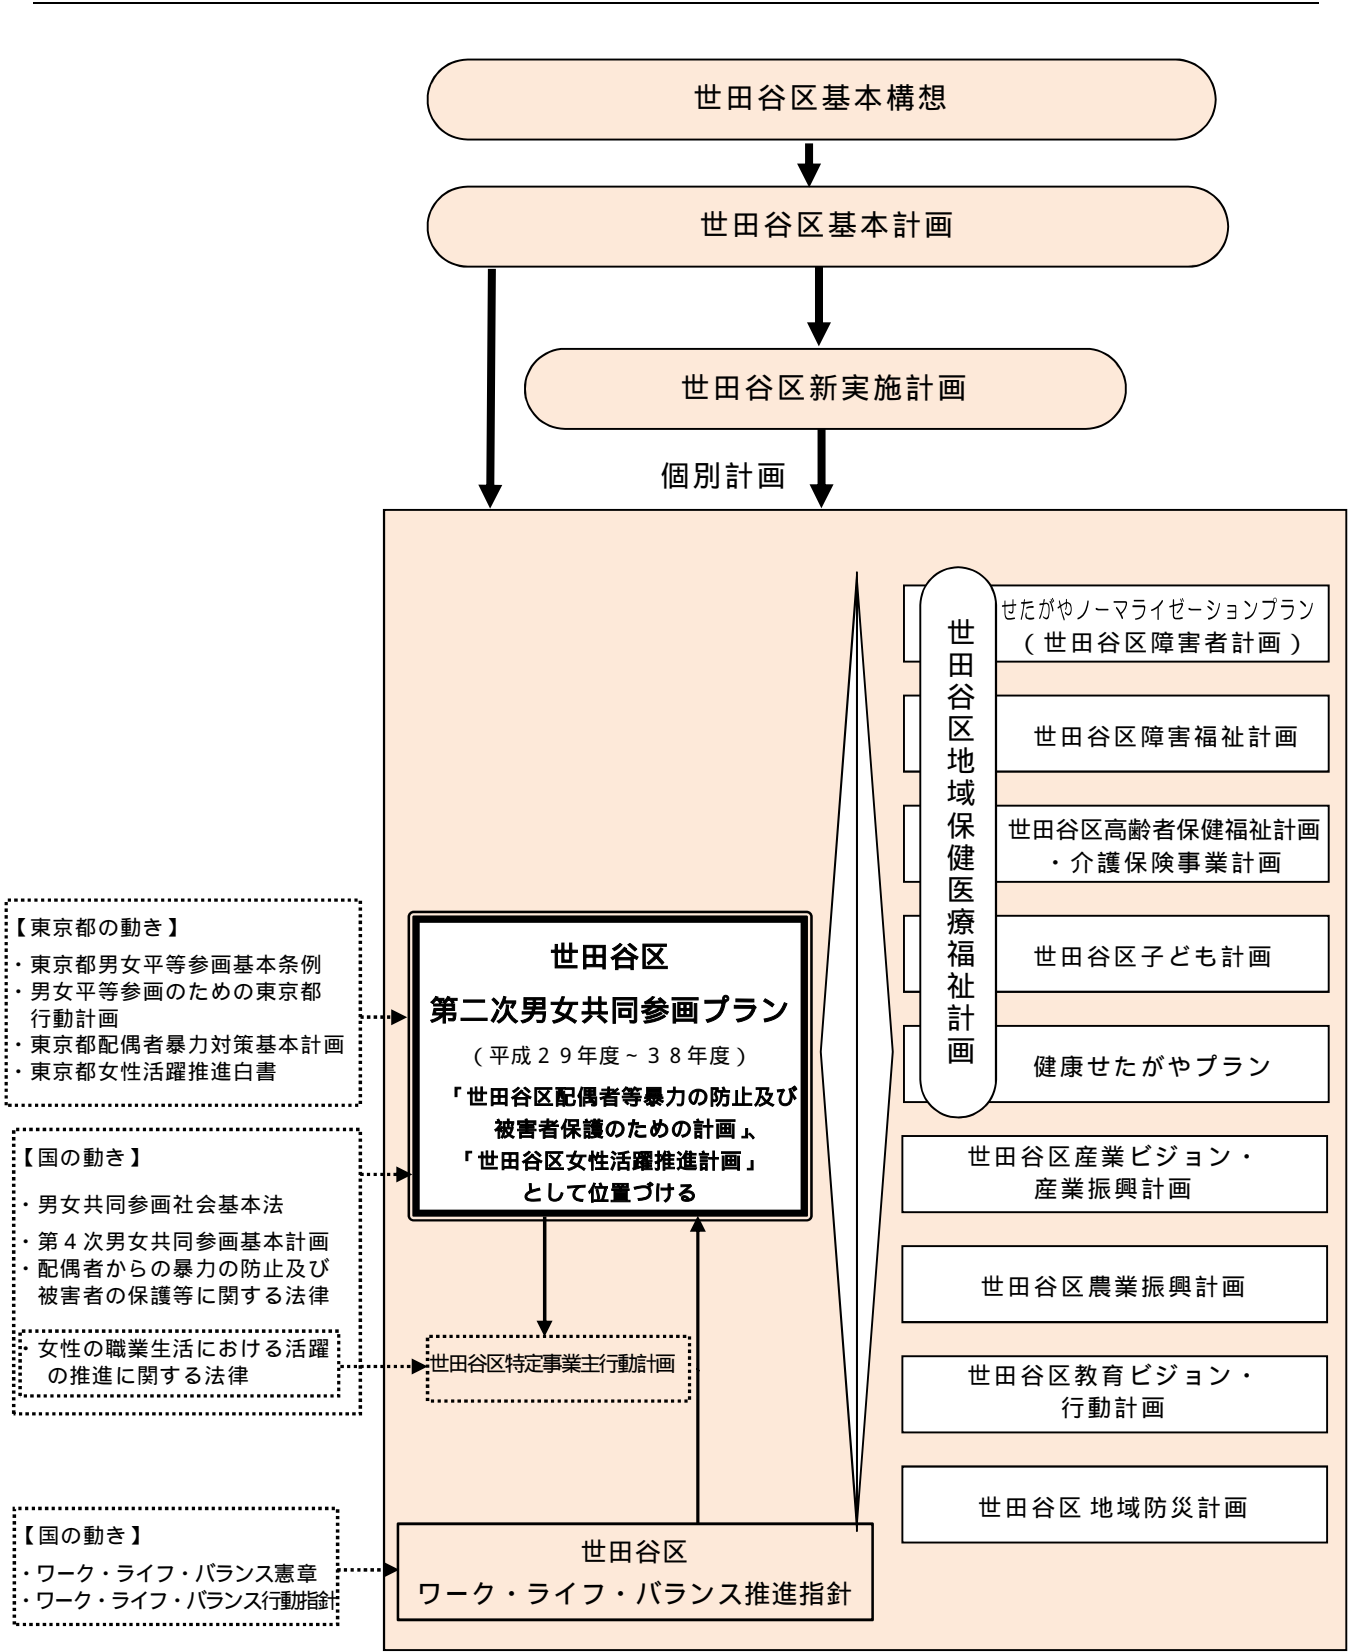 世田谷区基本構想
世田谷区基本計画
世田谷区新実施計画
個別計画
世田谷区地域保健医療福祉計画
せたがやノーマライゼーションプラン
(世田谷区障害者計画)
世田谷区障害福祉計画
世田谷区高齢者保健福祉計画
・介護保険事業計画
世田谷区子ども計画
健康せたがやプラン
世田谷区産業ビジョン・
産業振興計画
世田谷区農業振興計画
世田谷区教育ビジョン・
行動計画
世田谷区地域防災計画
【東京都の動き】
・東京都男女平等参画基本条例
・男女平等参画のための東京都
行動計画
・東京都配偶者暴力対策基本計画
・東京都女性活躍推進白書
【国の動き】
・男女共同参画社会基本法
・第4次男女共同参画基本計画
・配偶者からの暴力の防止及び
被害者の保護等に関する法律
・女性の職業生活における活躍
の推進に関する法律
【国の動き】
・ワーク・ライフ・バランス憲章
・ワーク・ライフ・バランス行動指針
世田谷区
第二次男女共同参画プラン
(平成29年度~38年度)
「世田谷区配偶者等暴力の防止及び
被害者保護のための計画」、
「世田谷区女性活躍推進計画」
として位置づける
世田谷区特定事業主行動計画
世田谷区
ワーク・ライフ・バランス推進指針